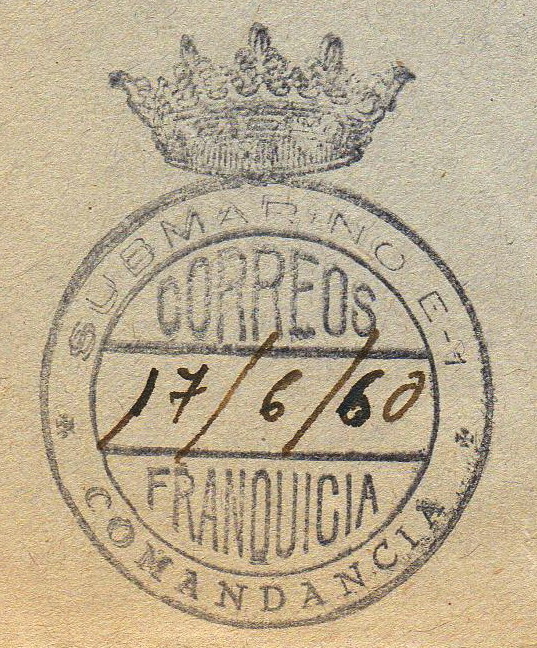 SUBMARINO E-1
CORREOS
17/6/60
FRANQUICIA
COMANDANCIA